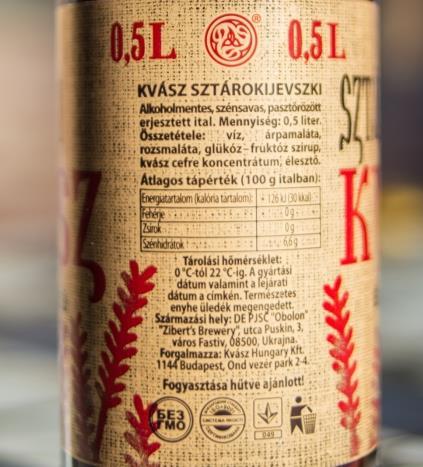 0,5L ® 0,5L
KVÁSZ SZTÁROKIJEVSZKI
Alkoholmentes, szénsavas, pasztörözött
erjesztett ital. Mennyiség: 0,5 liter.
Összetétele: víz, árpamaláta,
rozsmaláta, glükóz–fruktóz szirup,
kvász cefre koncentrátum, élesztő.
Átlagos tápérték (100 g italban):
Energiatartalom (kalória tartalom): 126 kJ (30 kkal)
Fehérje 0 g
Zsírok 0 g
Szénhidrátok 6,6 g
Tárolási hőmérséklet:
0 °C-tól 22 °C-ig. A gyártási
dátum valamint a lejárati
dátum a címkén. Természetes
enyhe üledék megengedett.
Származási hely: DE PJSC "Obolon"
"Zibert's Brewery", utca Puskin, 3,
város Fastiv, 08500, Ukrajna.
Forgalmazza: Kvász Hungary Kft.
1144 Budapest, Ond vezér park 2-4.
Fogyasztása hűtve ajánlott!
БЕЗ
ГМО
049
SZ
K